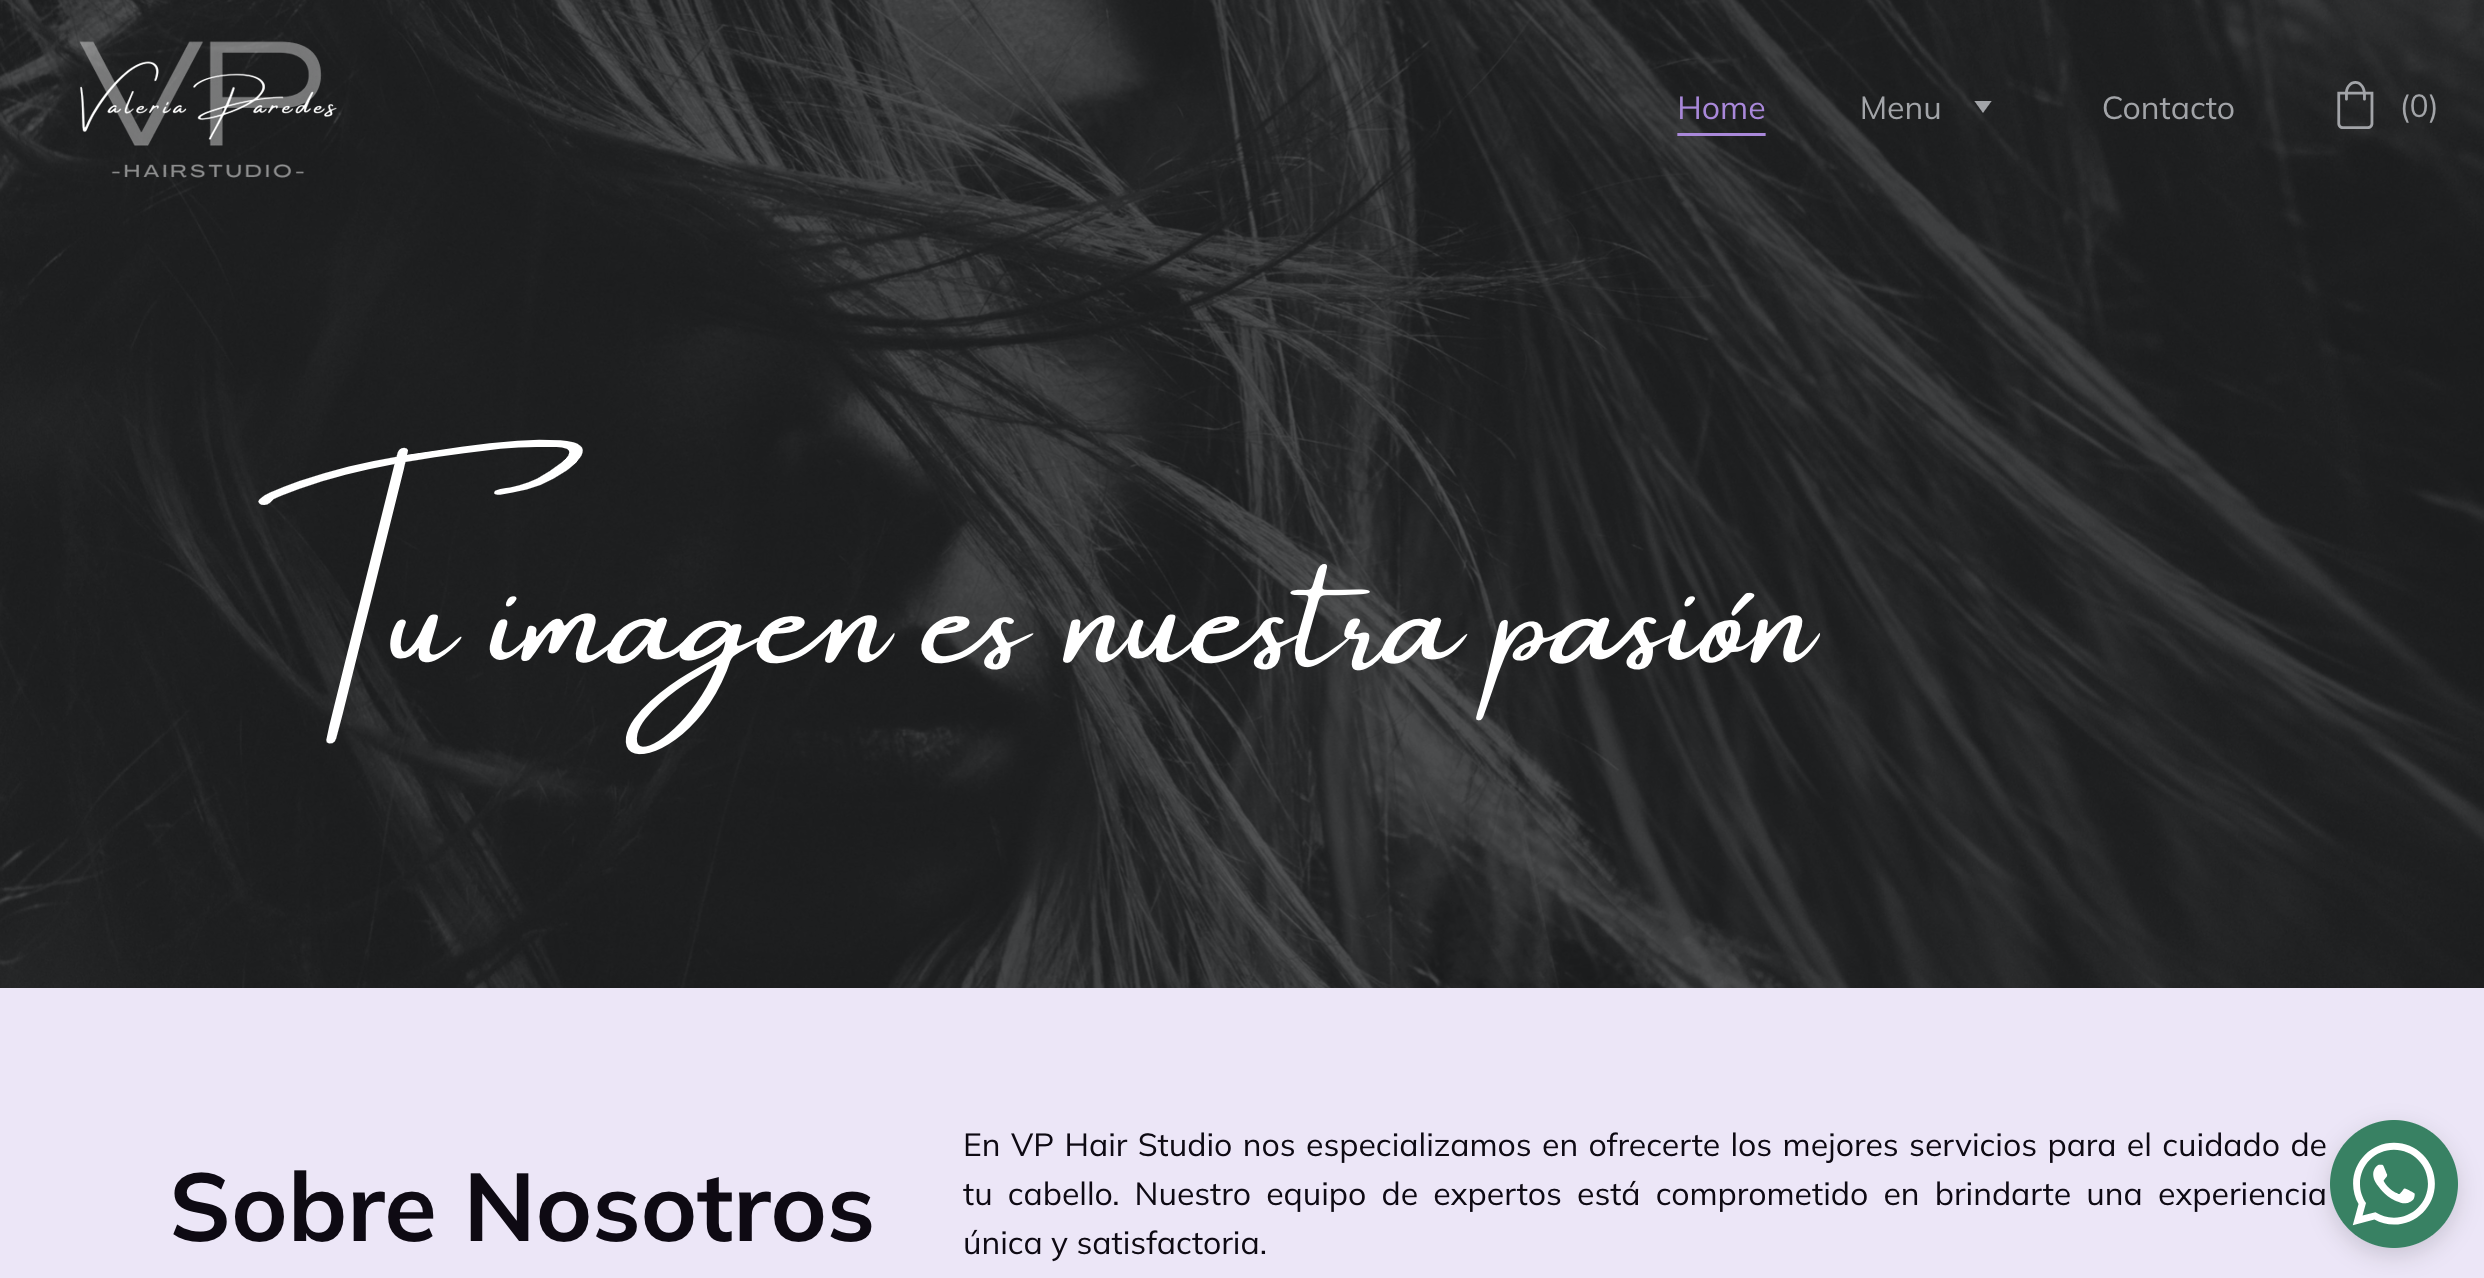 VP
Valeria Paredes
-HAIRSTUDIO-
Home
Menu
Contacto
(0)
Tu imagen es nuestra pasión
Sobre Nosotros
En VP Hair Studio nos especializamos en ofrecerte los mejores servicios para el cuidado de
tu cabello. Nuestro equipo de expertos está comprometido en brindarte una experiencia
única y satisfactoria.